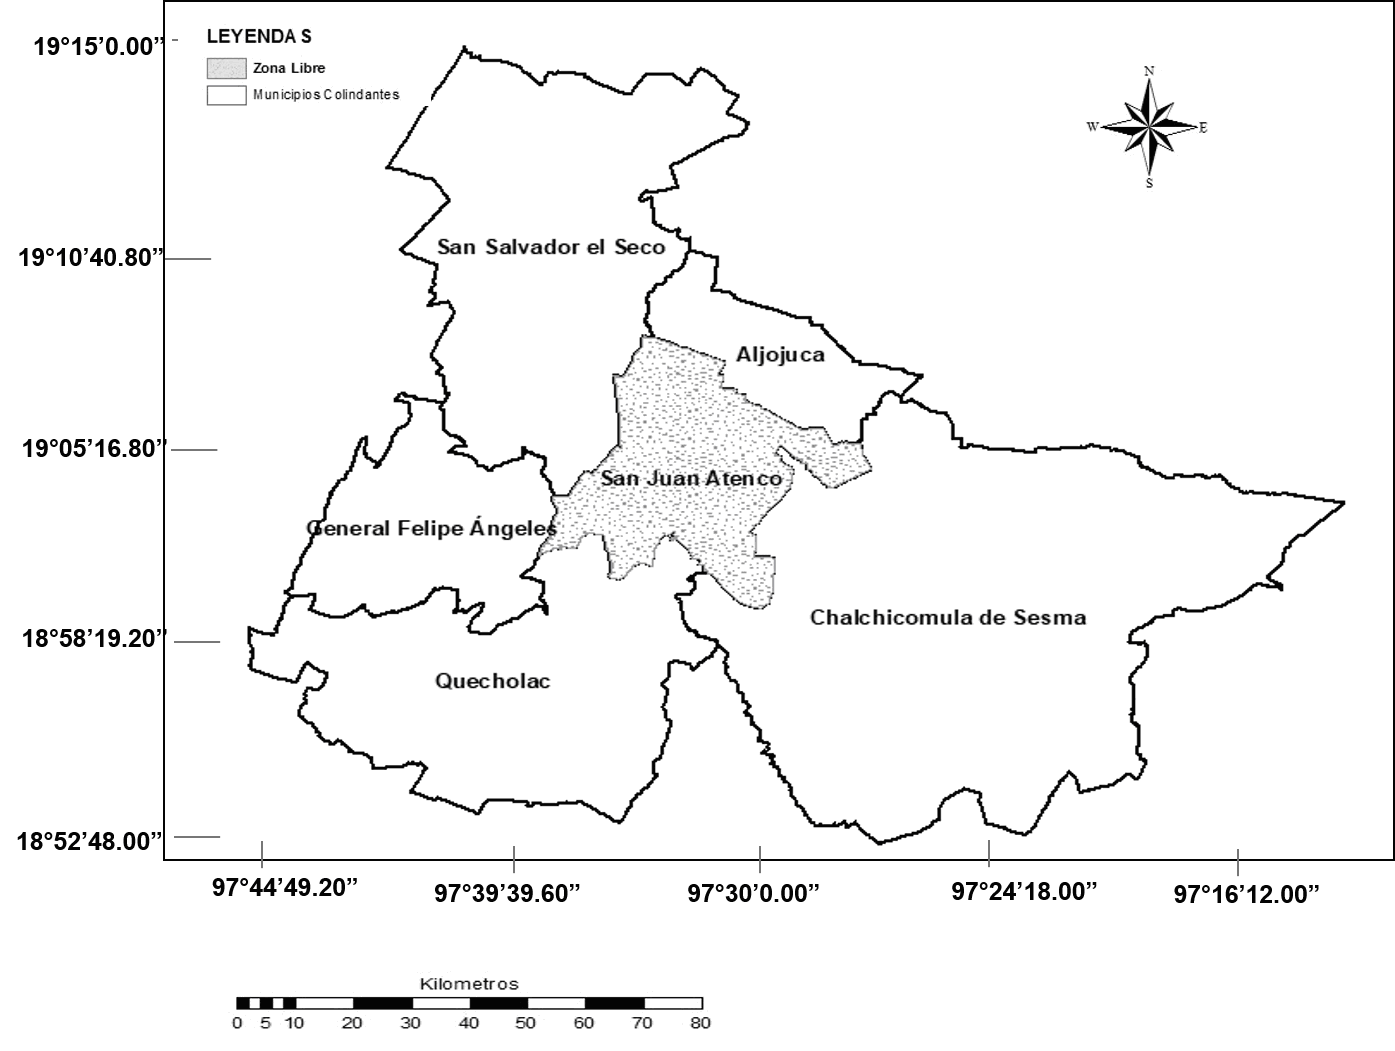 19°15’0.00”
LEYENDAS
Zona Libre
Municipios Colindantes
N
W
E
S
San Salvador el Seco
19°10’40.80”
Aljojuca
19°05’16.80”
San Juan Atenco
General Felipe Ángeles
Chalchicomula de Sesma
18°58’19.20”
Quecholac
18°52’48.00”
97°44’49.20”
97°39’39.60”
97°30’0.00”
97°24’18.00”
97°16’12.00”
Kilometros
0 5 10 20 30 40 50 60 70 80